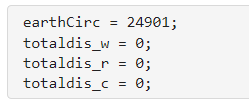 earthCirc = 24901;
totaldis_w = 0;
totaldis_r = 0;
totaldis_c = 0;